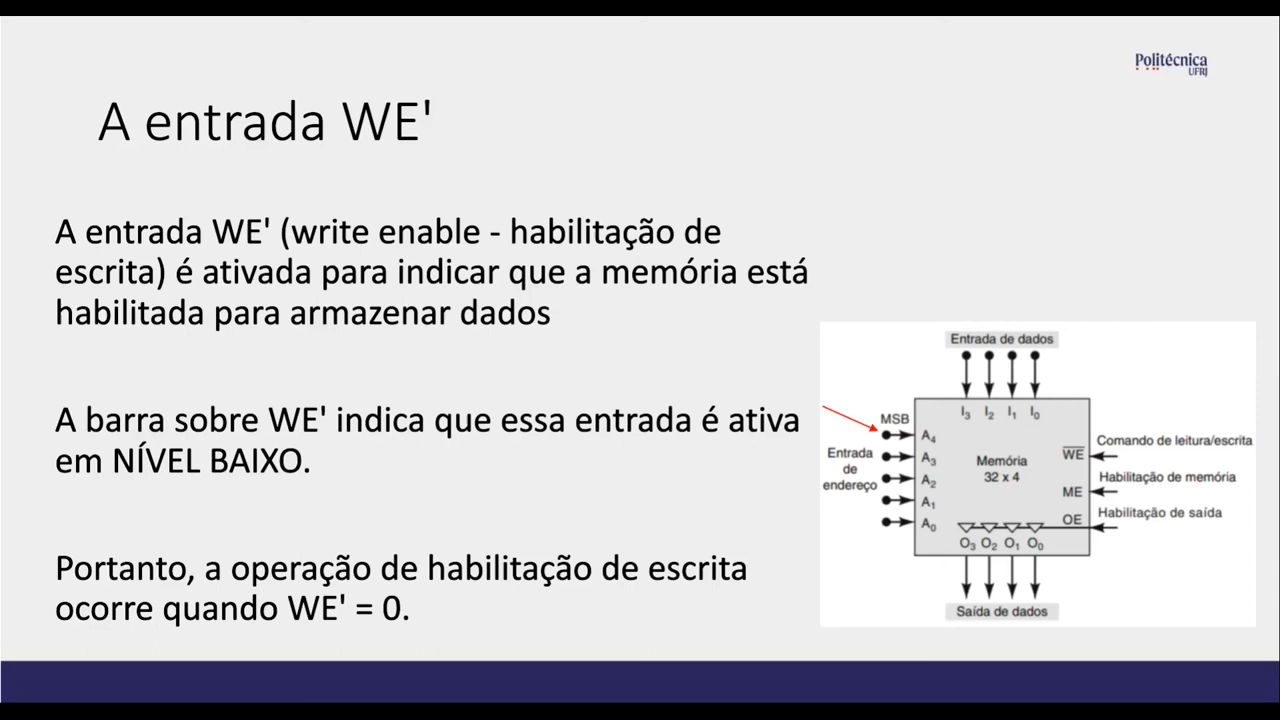 Politécnica
UFRJ
A entrada WE'
A entrada WE' (write enable - habilitação de
escrita) é ativada para indicar que a memória está
habilitada para armazenar dados
A barra sobre WE' indica que essa entrada é ativa
em NÍVEL BAIXO.
Portanto, a operação de habilitação de escrita
ocorre quando WE' = 0.
Entrada de dados
I₃ I₂ I₁ I₀
MSB
A₄
A₃
A₂
A₁
A₀
Entrada
de
endereço
Memória
32 x 4
W̅E̅
ME
OE
Comando de leitura/escrita
Habilitação de memória
Habilitação de saída
O₃ O₂ O₁ O₀
Saída de dados